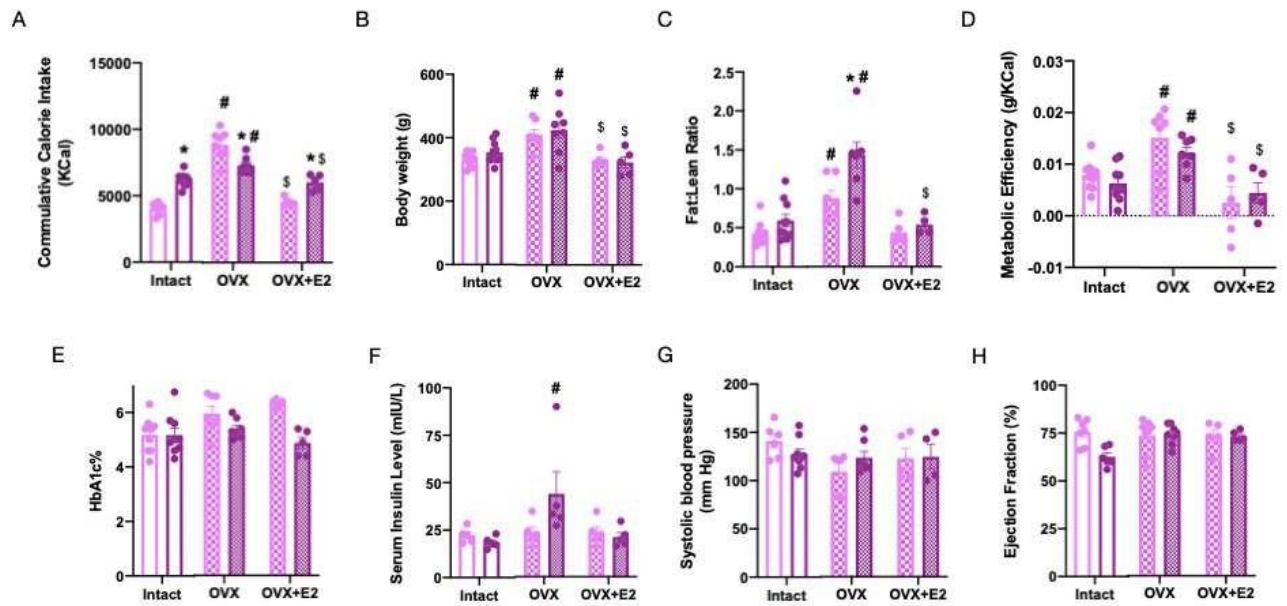 A
Commulative Calorie Intake
(KCal)
15000
10000
5000
0
*
#
* #
$
* $
Intact
OVX
OVX+E2
B
Body weight (g)
600
400
200
0
#
#
$
$
Intact
OVX
OVX+E2
C
Fat:Lean Ratio
2.5
2.0
1.5
1.0
0.5
0.0
#
* #
$
Intact
OVX
OVX+E2
D
Metabolic Efficiency (g/KCal)
0.03
0.02
0.01
0.00
-0.01
#
#
$
$
Intact
OVX
OVX+E2
E
HbA1c%
6
4
2
0
Intact
OVX
OVX+E2
F
Serum Insulin Level (mIU/L)
100
75
50
25
0
#
Intact
OVX
OVX+E2
G
Systolic blood pressure
(mm Hg)
200
150
100
50
0
Intact
OVX
OVX+E2
H
Ejection Fraction (%)
100
75
50
25
0
Intact
OVX
OVX+E2